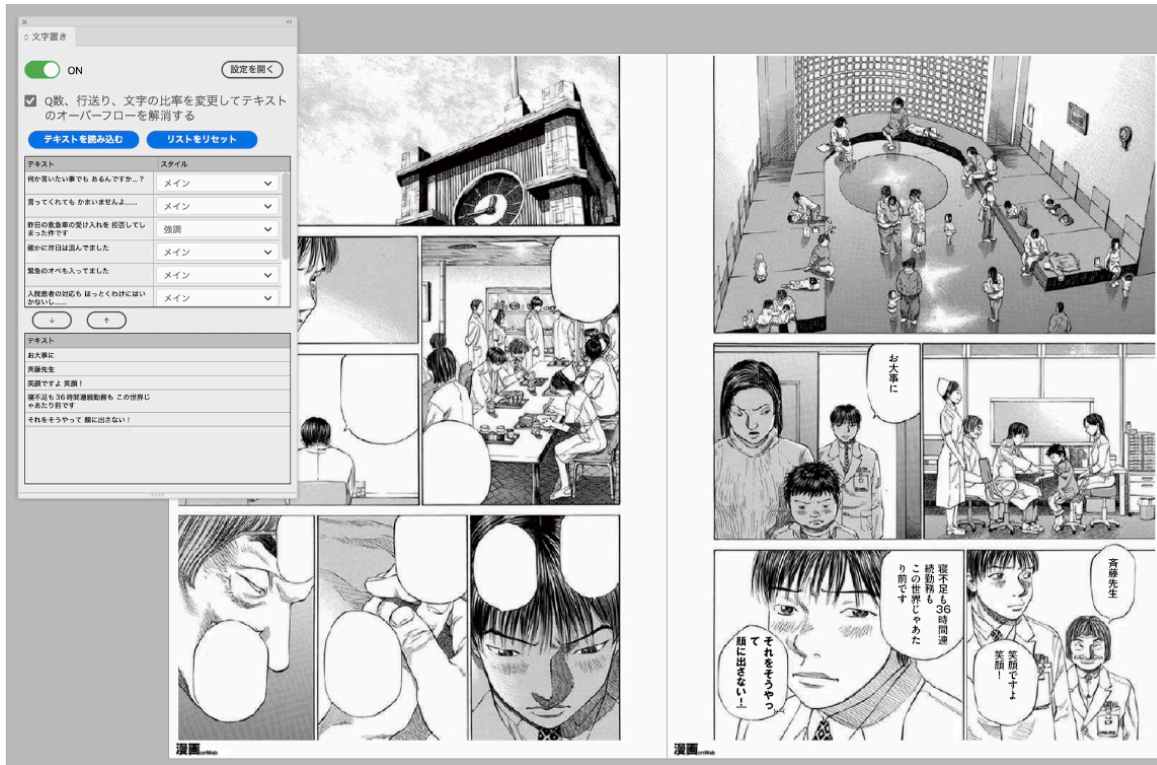 文字置き
ON
設定を開く
Q数、行送り、文字の比率を変更してテキスト
のオーバーフローを解消する
テキストを読み込む
リストをリセット
テキスト スタイル
何か言いたい事でも あるんですか…? メイン
言ってくれても かまいませんよ…… メイン
昨日の救急車の受け入れを 拒否してし
まった件です 強調
確かに昨日は混んでました メイン
緊急のオペも入ってました メイン
入院患者の対応も ほっとくわけにはい
かないし…… メイン
テキスト
お大事に
斉藤先生
笑顔ですよ 笑顔!
寝不足も36時間連続勤務も この世界じ
ゃあたり前です
それをそうやって 顔に出さない!
お大事に
斉藤先生
笑顔ですよ
笑顔!
寝不足も36時間連
続勤務も
この世界じゃあた
り前です
それをそうやっ
て
顔に出さない!
漫画onWeb
漫画onWeb